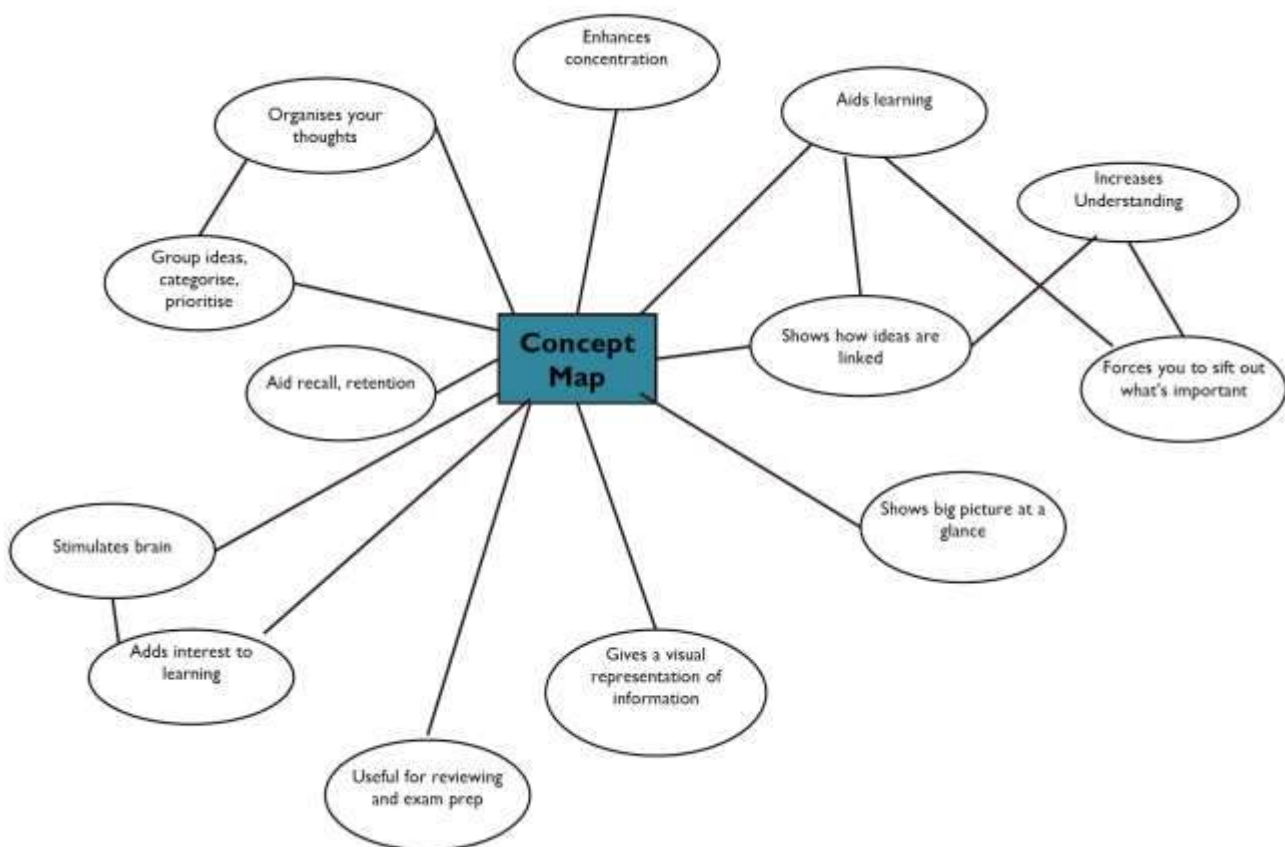 Enhances
concentration
Aids learning
Organises your
thoughts
Increases
Understanding
Group ideas,
categorise,
prioritise
Concept
Map
Shows how ideas are
linked
Forces you to sift out
what's important
Aid recall, retention
Shows big picture at a
glance
Stimulates brain
Adds interest to
learning
Gives a visual
representation of
information
Useful for reviewing
and exam prep